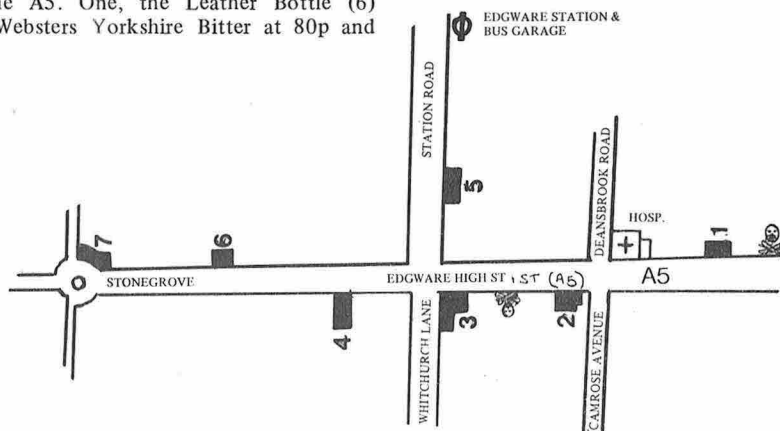 e A5. One, the Leather Bottle (6)
Websters Yorkshire Bitter at 80p and
EDGWARE STATION &
BUS GARAGE
STATION ROAD
DEANSBROOK ROAD
5
HOSP.
7
6
1
STONEGROVE
EDGWARE HIGH ST 1 ST (A5)
A5
4
WHITCHURCH LANE
3
2
CAMROSE AVENUE